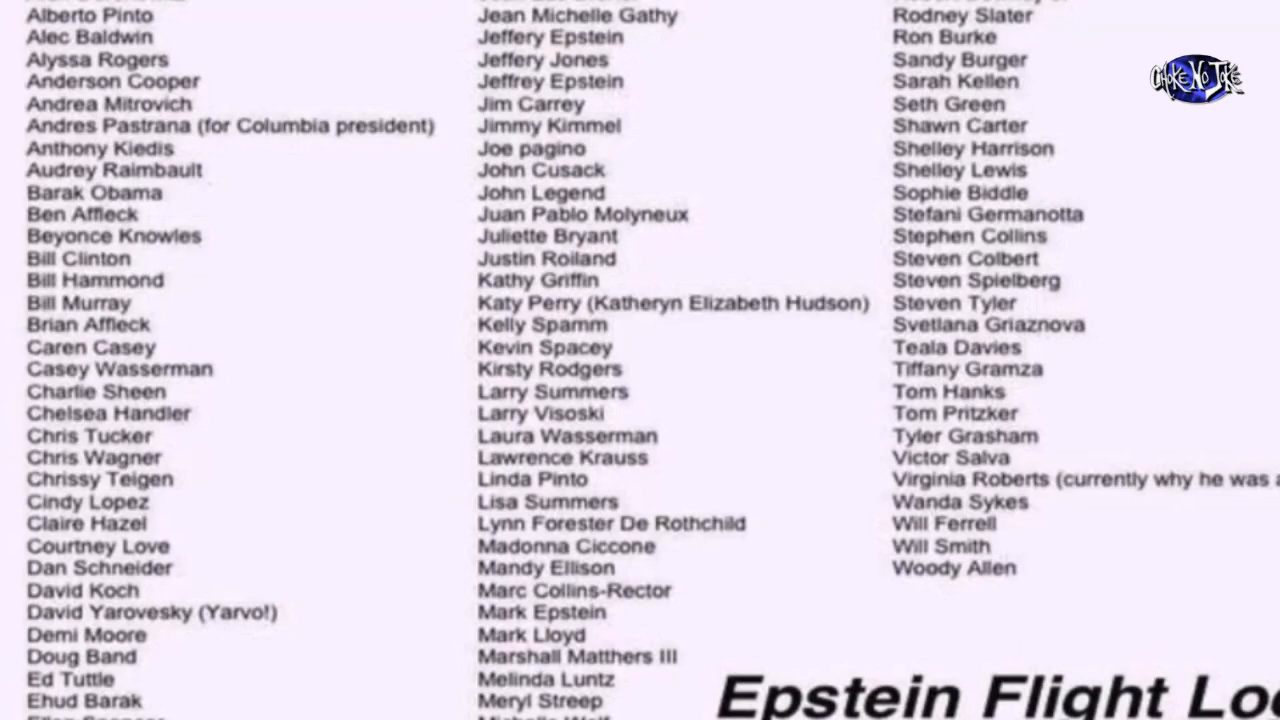 Alberto Pinto
Alec Baldwin
Alyssa Rogers
Anderson Cooper
Andrea Mitrovich
Andres Pastrana (for Columbia president)
Anthony Kiedis
Audrey Raimbault
Barak Obama
Ben Affleck
Beyonce Knowles
Bill Clinton
Bill Hammond
Bill Murray
Brian Affleck
Caren Casey
Casey Wasserman
Charlie Sheen
Chelsea Handler
Chris Tucker
Chris Wagner
Chrissy Teigen
Cindy Lopez
Claire Hazel
Courtney Love
Dan Schneider
David Koch
David Yarovesky (Yarvo!)
Demi Moore
Doug Band
Ed Tuttle
Ehud Barak
Jean Michelle Gathy
Jeffery Epstein
Jeffery Jones
Jeffrey Epstein
Jim Carrey
Jimmy Kimmel
Joe pagino
John Cusack
John Legend
Juan Pablo Molyneux
Juliette Bryant
Justin Roiland
Kathy Griffin
Katy Perry (Katheryn Elizabeth Hudson)
Kelly Spamm
Kevin Spacey
Kirsty Rodgers
Larry Summers
Larry Visoski
Laura Wasserman
Lawrence Krauss
Linda Pinto
Lisa Summers
Lynn Forester De Rothchild
Madonna Ciccone
Mandy Ellison
Marc Collins-Rector
Mark Epstein
Mark Lloyd
Marshall Matthers III
Melinda Luntz
Meryl Streep
Rodney Slater
Ron Burke
Sandy Burger
Sarah Kellen
Seth Green
Shawn Carter
Shelley Harrison
Shelley Lewis
Sophie Biddle
Stefani Germanotta
Stephen Collins
Steven Colbert
Steven Spielberg
Steven Tyler
Svetlana Griaznova
Teala Davies
Tiffany Gramza
Tom Hanks
Tom Pritzker
Tyler Grasham
Victor Salva
Virginia Roberts (currently why he was
Wanda Sykes
Will Ferrell
Will Smith
Woody Allen
Epstein Flight
CHOKE NO JOKE